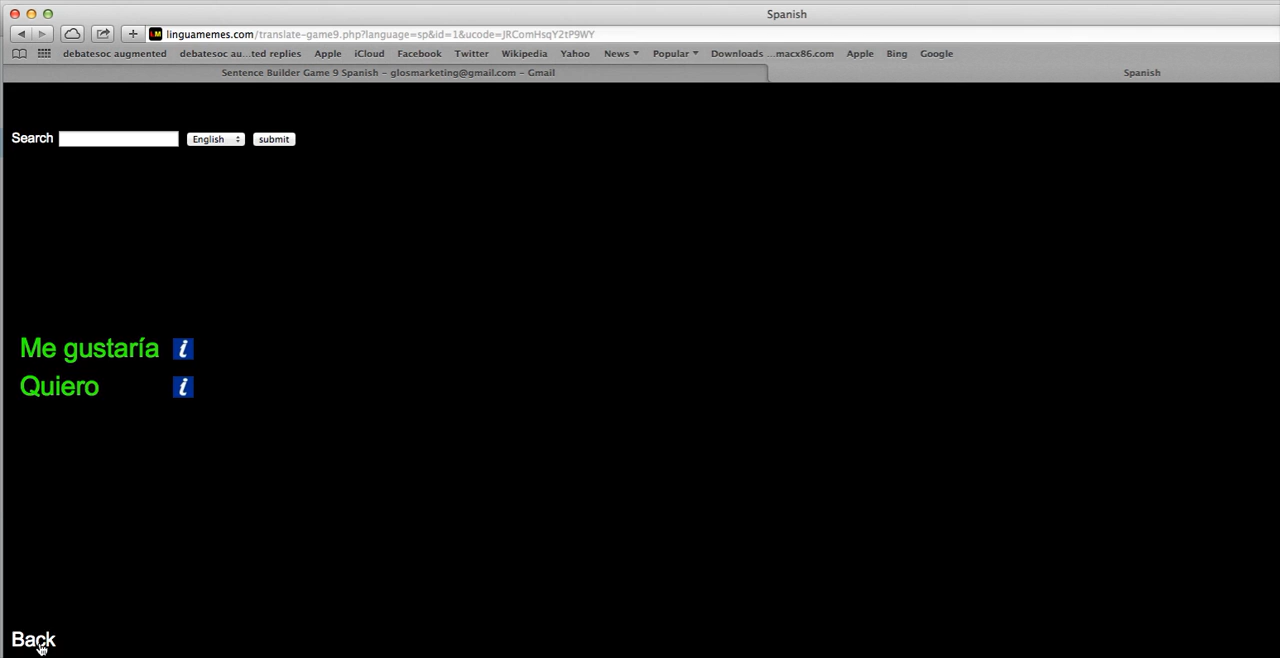 Spanish
linguamemes.com/translate-game9.php?language=sp&id=1&ucode=JRComHsqY2tP9WY
debatesoc augmented debatesoc au...ted replies Apple iCloud Facebook Twitter Wikipedia Yahoo News Popular Downloads ...macx86.com Apple Bing Google
Sentence Builder Game 9 Spanish – glosmarketing@gmail.com – Gmail Spanish
Search English submit
Me gustaría i
Quiero i
Back